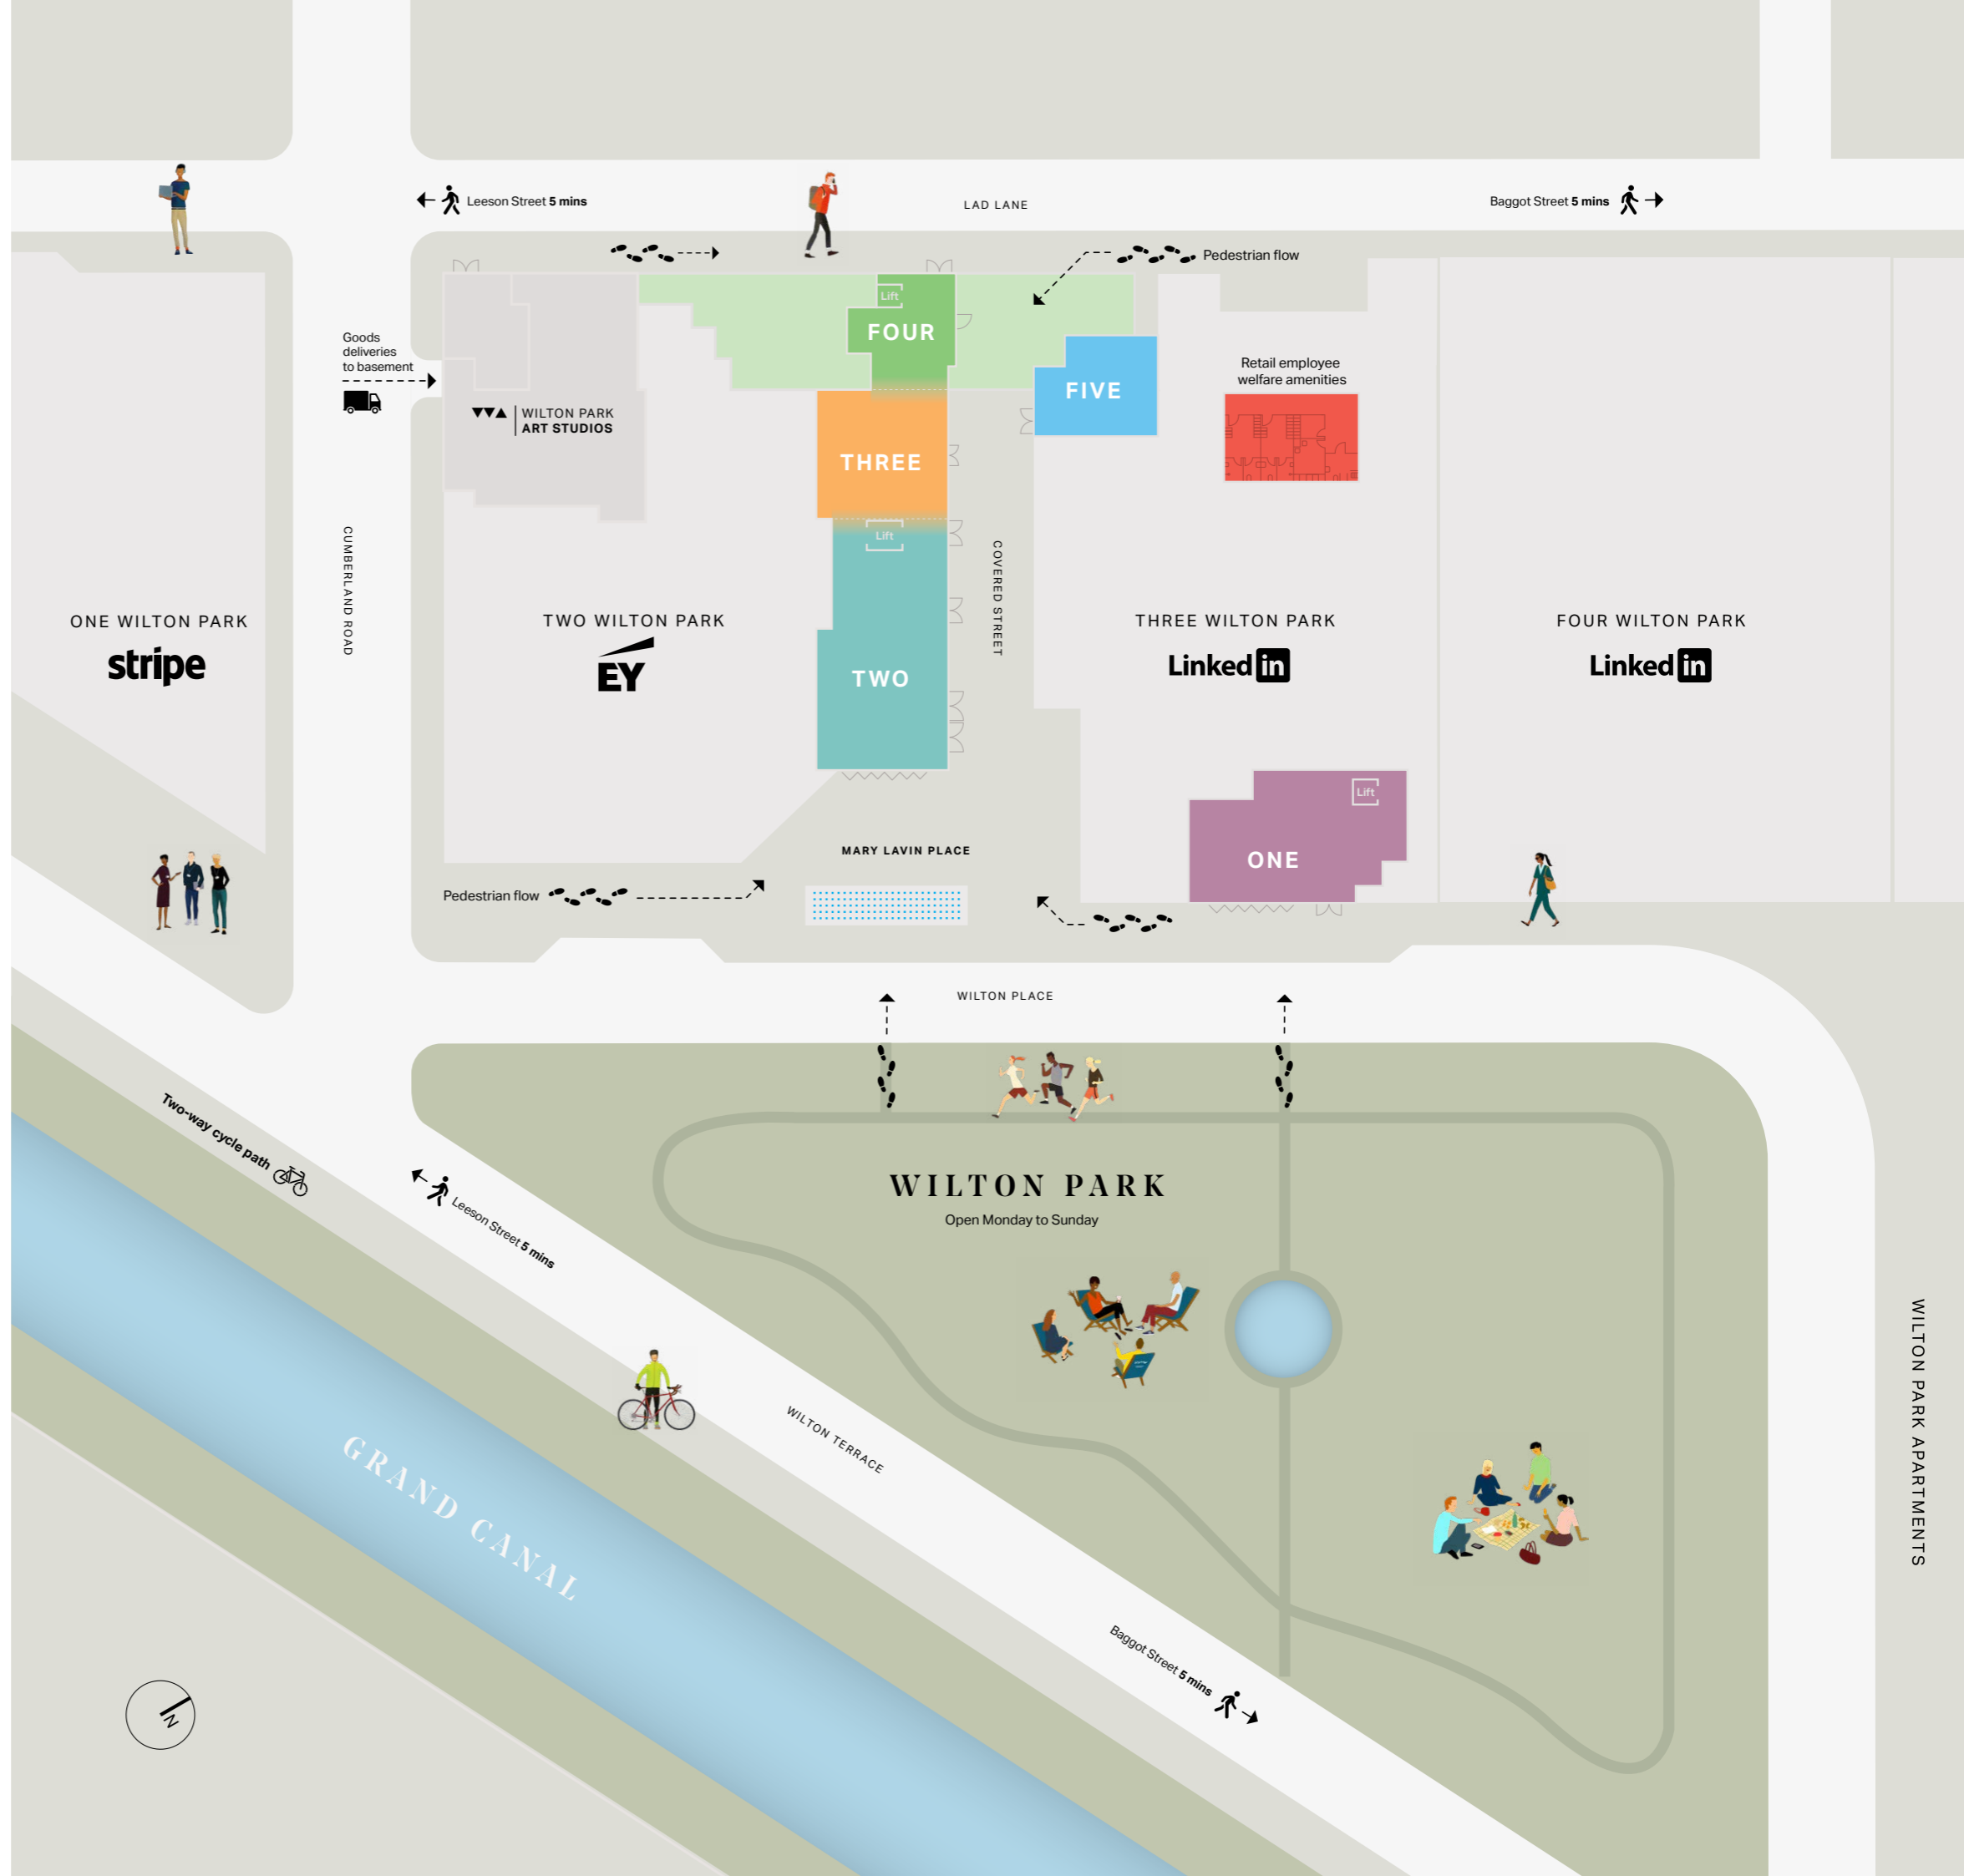 Leeson Street 5 mins
LAD LANE
Baggot Street 5 mins
Pedestrian flow
Lift
FOUR
Goods
deliveries
to basement
FIVE
Retail employee
welfare amenities
WILTON PARK
ART STUDIOS
THREE
Lift
CUMBERLAND ROAD
COVERED STREET
ONE WILTON PARK
stripe
TWO WILTON PARK
EY
THREE WILTON PARK
Linked in
FOUR WILTON PARK
Linked in
TWO
Lift
MARY LAVIN PLACE
ONE
Pedestrian flow
WILTON PLACE
Two-way cycle path
Leeson Street 5 mins
WILTON PARK
Open Monday to Sunday
WILTON TERRACE
GRAND CANAL
WILTON PARK APARTMENTS
Baggot Street 5 mins
N